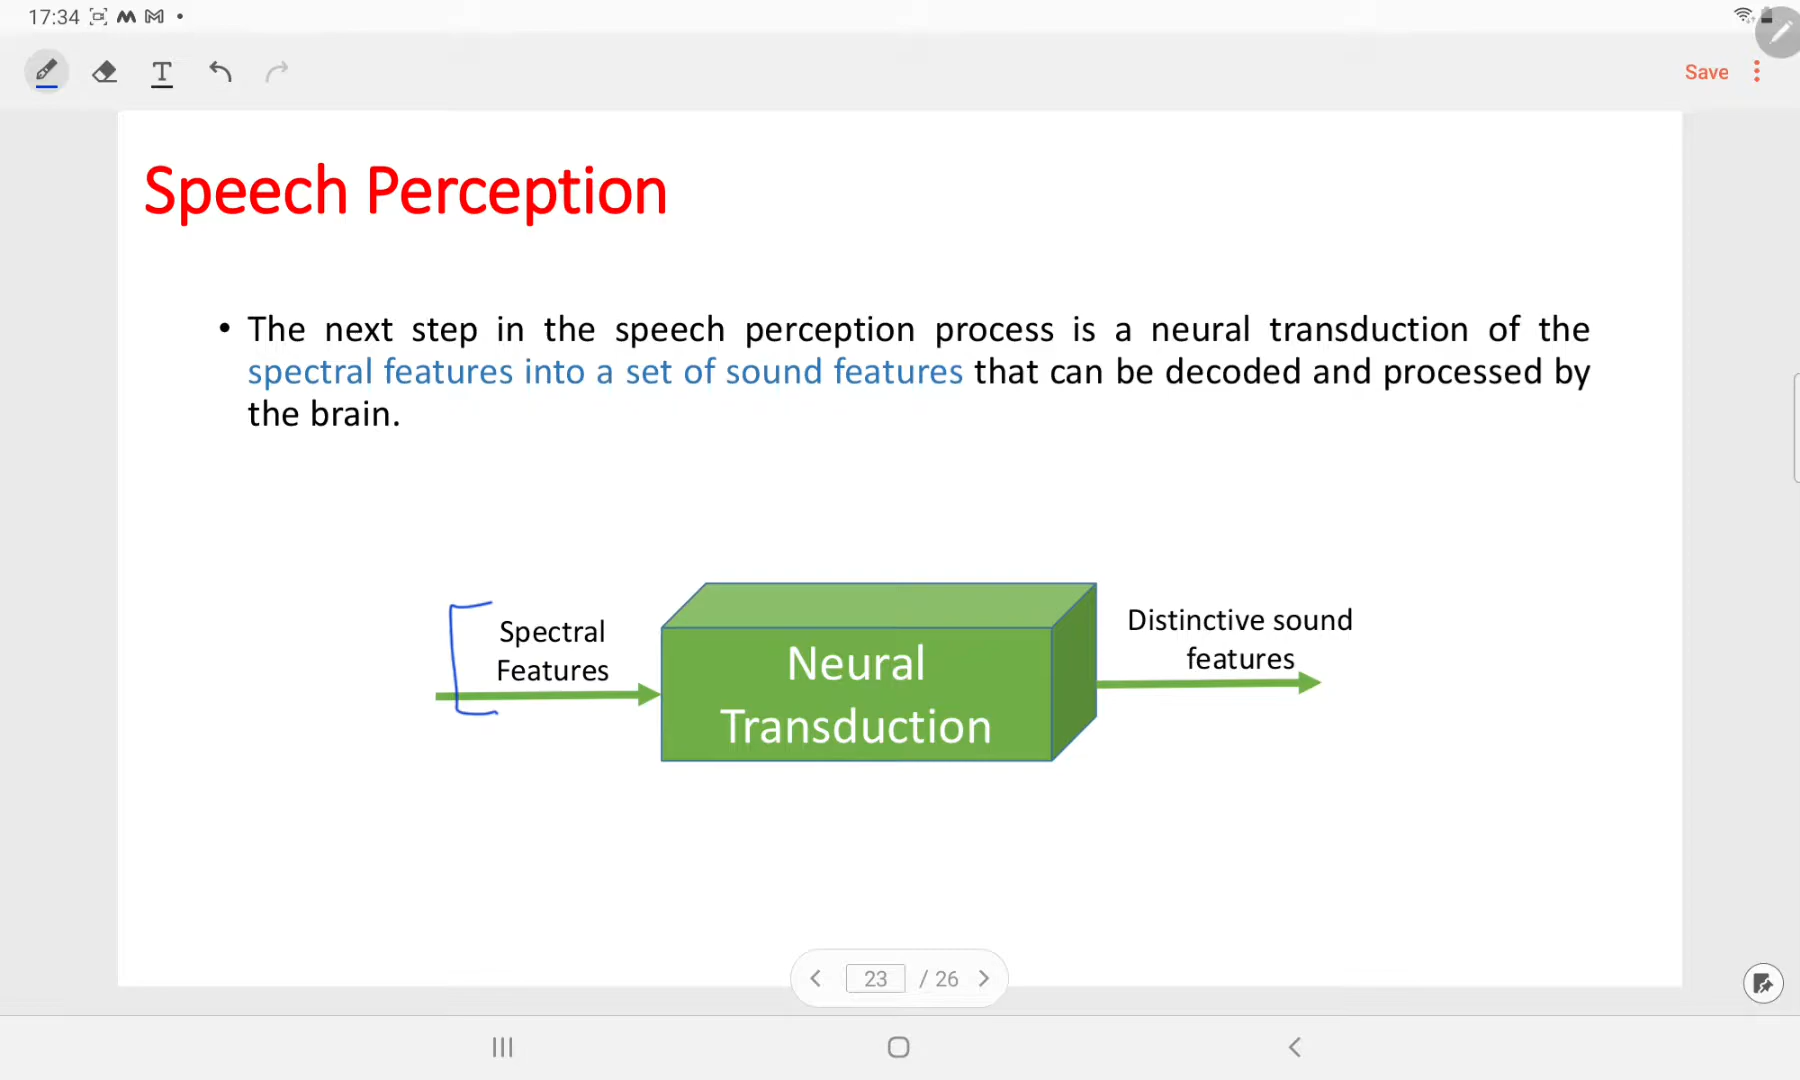 17:34
Save
Speech Perception
• The next step in the speech perception process is a neural transduction of the
spectral features into a set of sound features that can be decoded and processed by
the brain.
Spectral
Features
Neural
Transduction
Distinctive sound
features
23 / 26